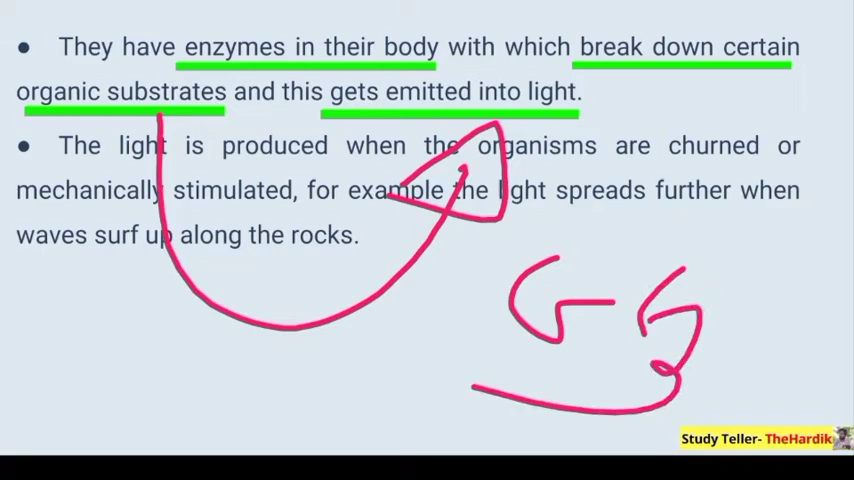 ● They have enzymes in their body with which break down certain
organic substrates and this gets emitted into light.
● The light is produced when the organisms are churned or
mechanically stimulated, for example the light spreads further when
waves surf up along the rocks.
GS
Study Teller- TheHardik